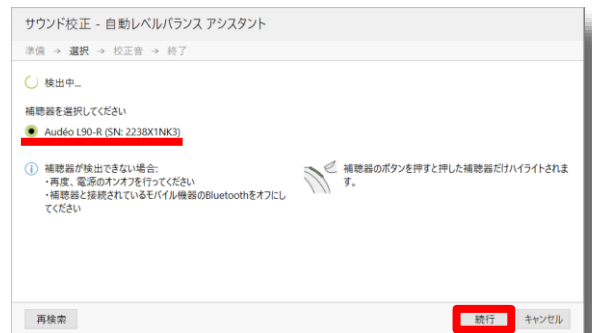 サウンド校正 - 自動レベルバランス アシスタント
準備 → 選択 → 校正音 → 終了
検出中...
補聴器を選択してください
Audéo L90-R (SN: 2238X1NK3)
補聴器が検出できない場合:
・再度、電源のオンオフを行ってください
・補聴器と接続されているモバイル機器のBluetoothをオフにし
てください
補聴器のボタンを押すと押した補聴器だけハイライトされま
す。
再検索
続行
キャンセル